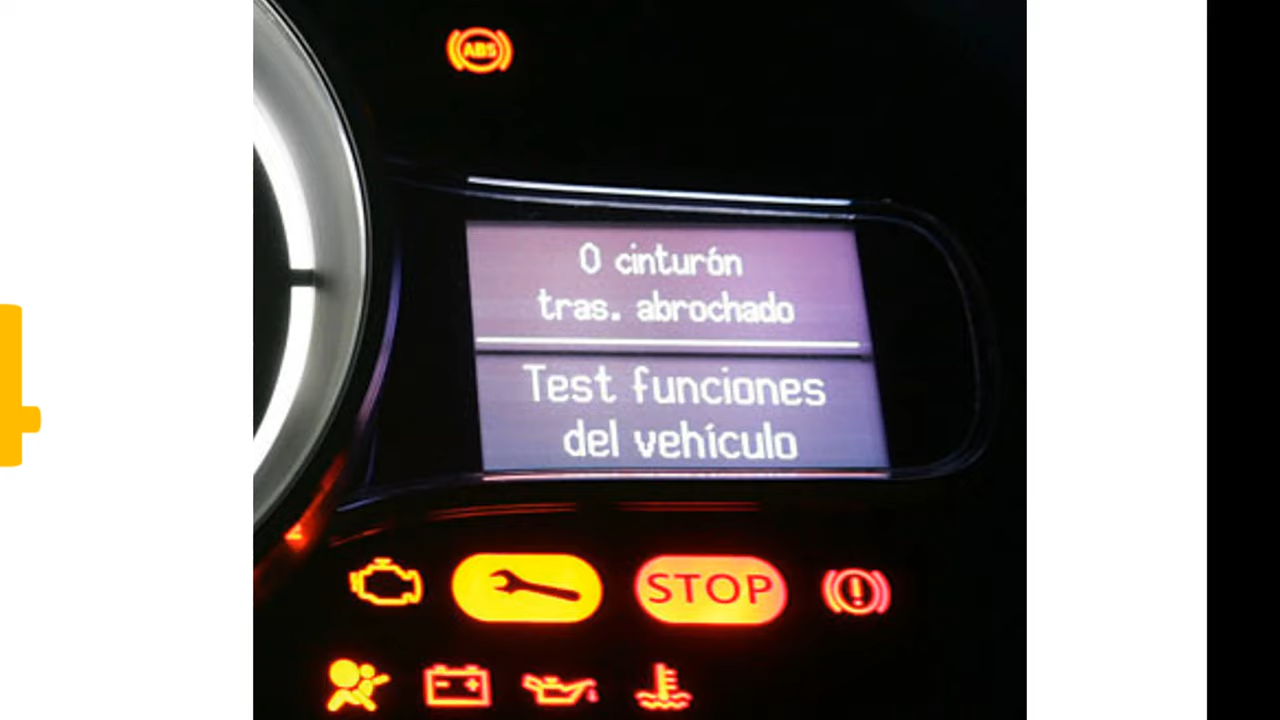 ABS
0 cinturón
tras. abrochado
Test funciones
del vehículo
STOP